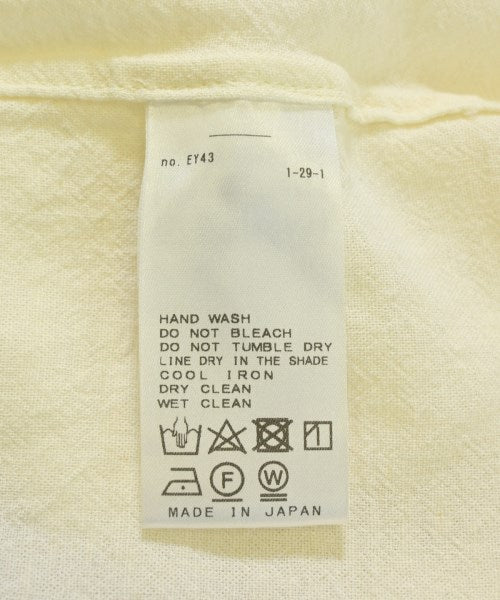 no. EY43
1-29-1
HAND WASH
DO NOT BLEACH
DO NOT TUMBLE DRY
LINE DRY IN THE SHADE
COOL IRON
DRY CLEAN
WET CLEAN
F W
MADE IN JAPAN